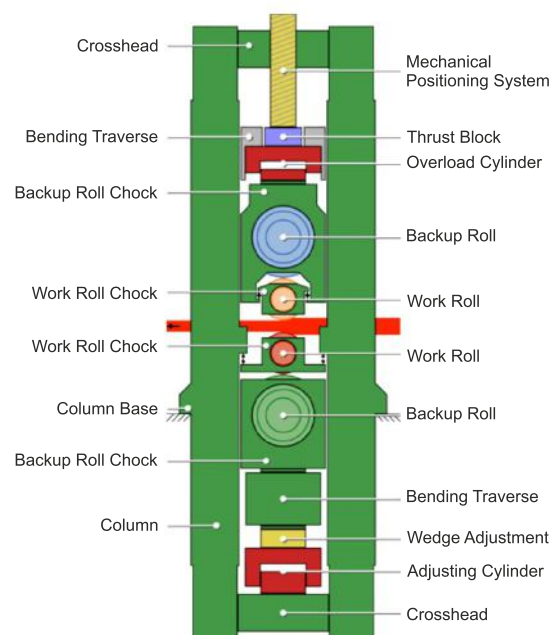 Crosshead
Mechanical
Positioning System
Bending Traverse
Thrust Block
Overload Cylinder
Backup Roll Chock
Backup Roll
Work Roll Chock
Work Roll
Work Roll Chock
Work Roll
Column Base
Backup Roll
Backup Roll Chock
Bending Traverse
Column
Wedge Adjustment
Adjusting Cylinder
Crosshead